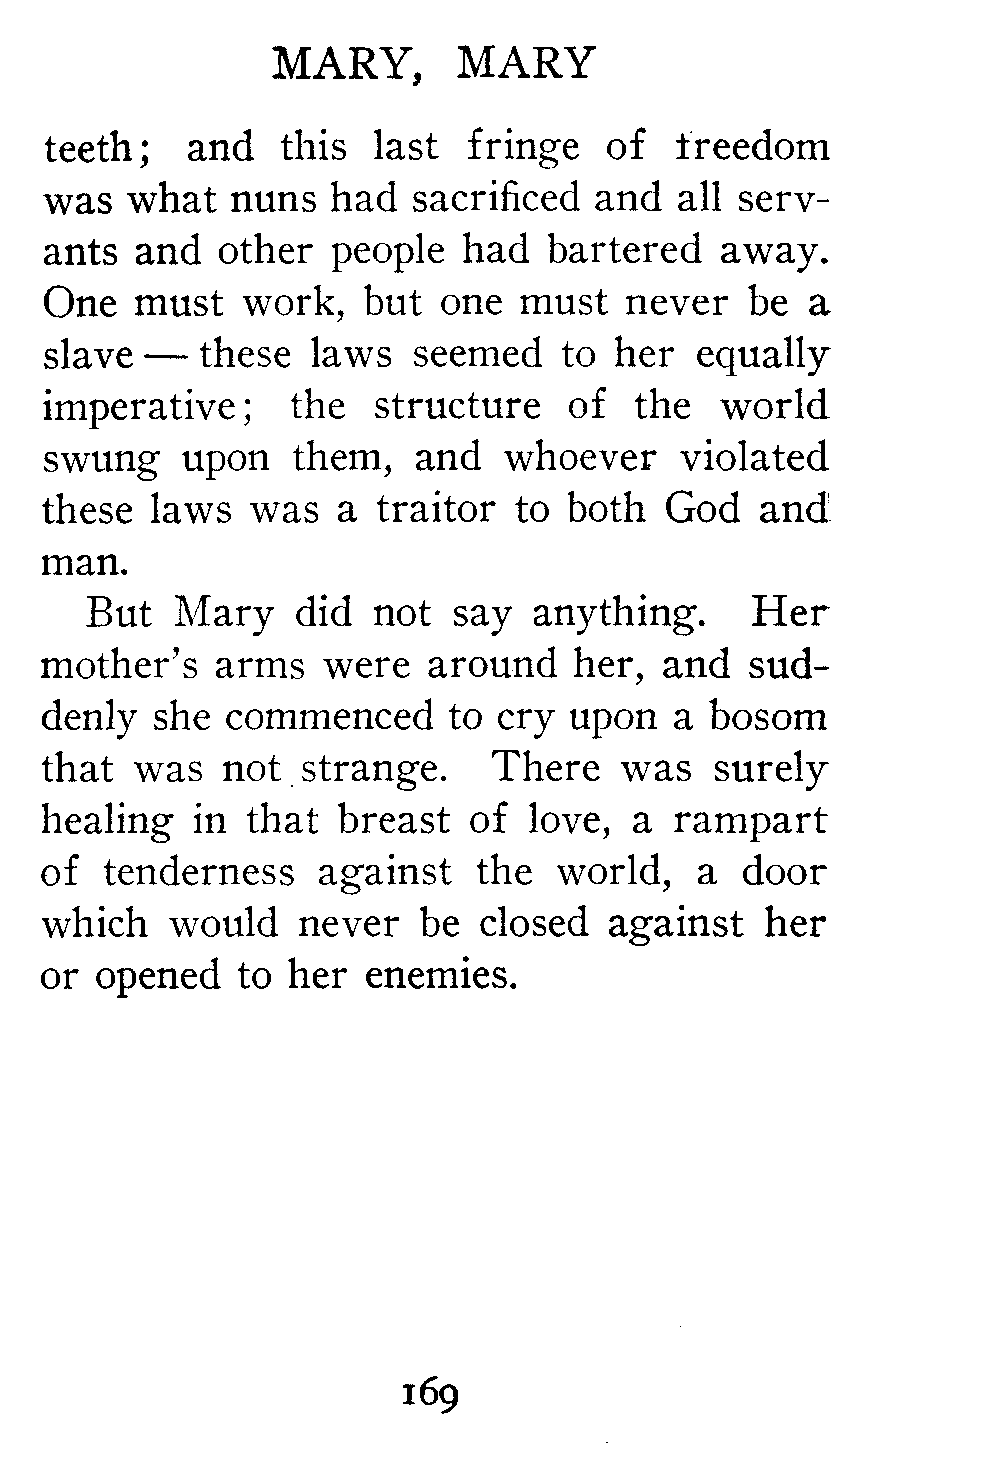 MARY, MARY
teeth; and this last fringe of freedom
was what nuns had sacrificed and all serv-
ants and other people had bartered away.
One must work, but one must never be a
slave — these laws seemed to her equally
imperative; the structure of the world
swung upon them, and whoever violated
these laws was a traitor to both God and
man.
But Mary did not say anything. Her
mother's arms were around her, and sud-
denly she commenced to cry upon a bosom
that was not strange. There was surely
healing in that breast of love, a rampart
of tenderness against the world, a door
which would never be closed against her
or opened to her enemies.
169